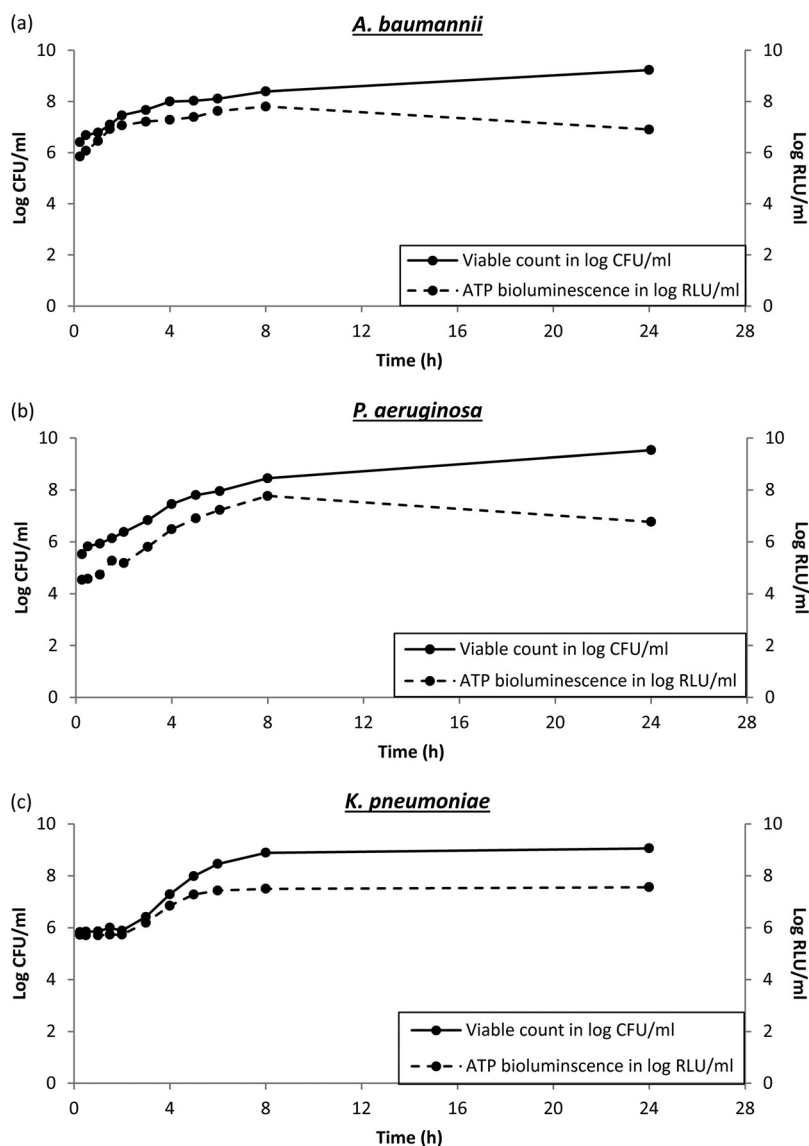 (a)
A. baumannii
10
8
6
4
2
0
Log CFU/ml
10
8
6
4
2
0
Log RLU/ml
Viable count in log CFU/ml
ATP bioluminescence in log RLU/ml
0 4 8 12 16 20 24 28
Time (h)
(b)
P. aeruginosa
10
8
6
4
2
0
Log CFU/ml
10
8
6
4
2
0
Log RLU/ml
Viable count in log CFU/ml
ATP bioluminescence in log RLU/ml
0 4 8 12 16 20 24 28
Time (h)
(c)
K. pneumoniae
10
8
6
4
2
0
Log CFU/ml
10
8
6
4
2
0
Log RLU/ml
Viable count in log CFU/ml
ATP bioluminscence in log RLU/ml
0 4 8 12 16 20 24 28
Time (h)